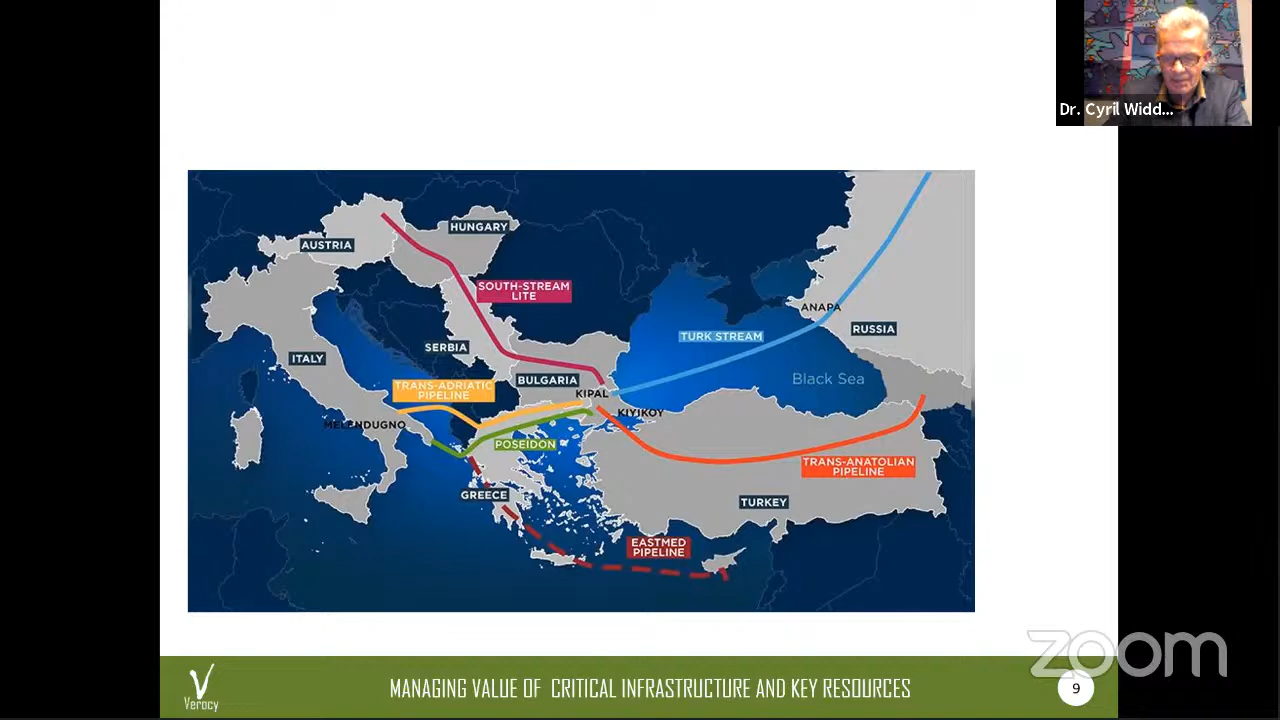 Dr. Cyril Widd...
HUNGARY
AUSTRIA
SOUTH-STREAM
LITE
ANAPA
RUSSIA
TURK STREAM
SERBIA
ITALY
Black Sea
BULGARIA
TRANS-ADRIATIC
PIPELINE
KIPAL
KIYIKOY
MELENDUGNO
POSEIDON
TRANS-ANATOLIAN
PIPELINE
GREECE
TURKEY
EASTMED
PIPELINE
zoom
Verocy
MANAGING VALUE OF CRITICAL INFRASTRUCTURE AND KEY RESOURCES
9